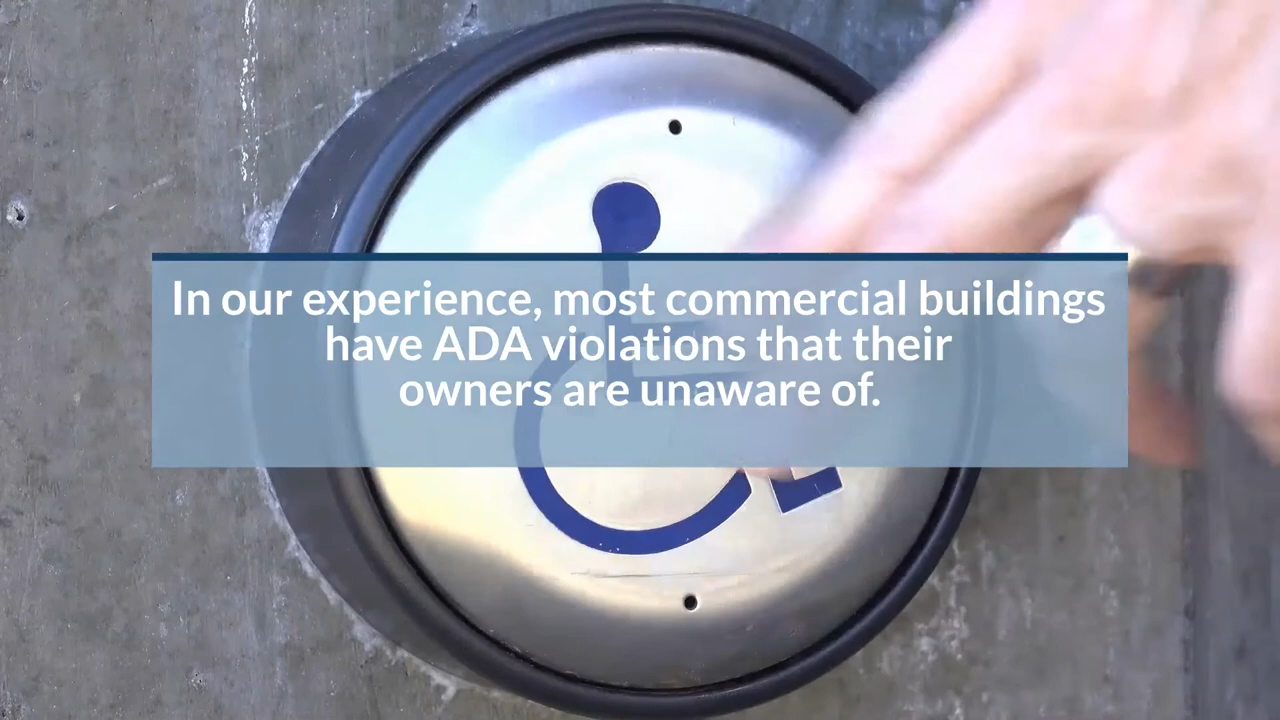 In our experience, most commercial buildings
have ADA violations that their
owners are unaware of.